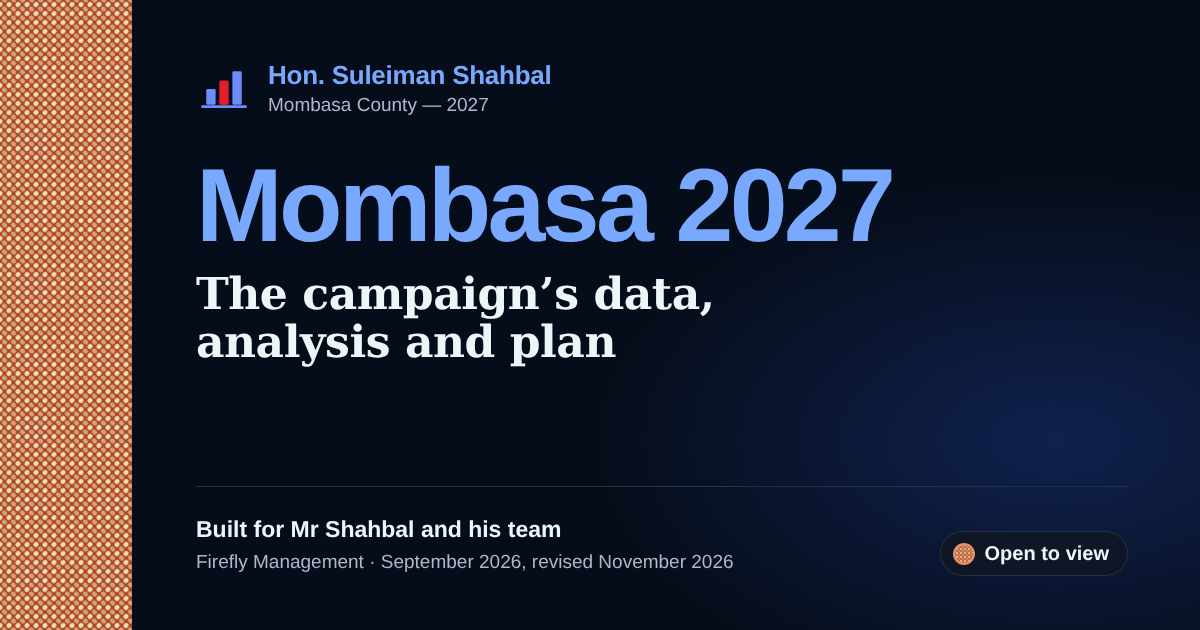 Hon. Suleiman Shahbal
Mombasa County — 2027
Mombasa 2027
The campaign’s data,
analysis and plan
Built for Mr Shahbal and his team
Firefly Management · September 2026, revised November 2026
Open to view